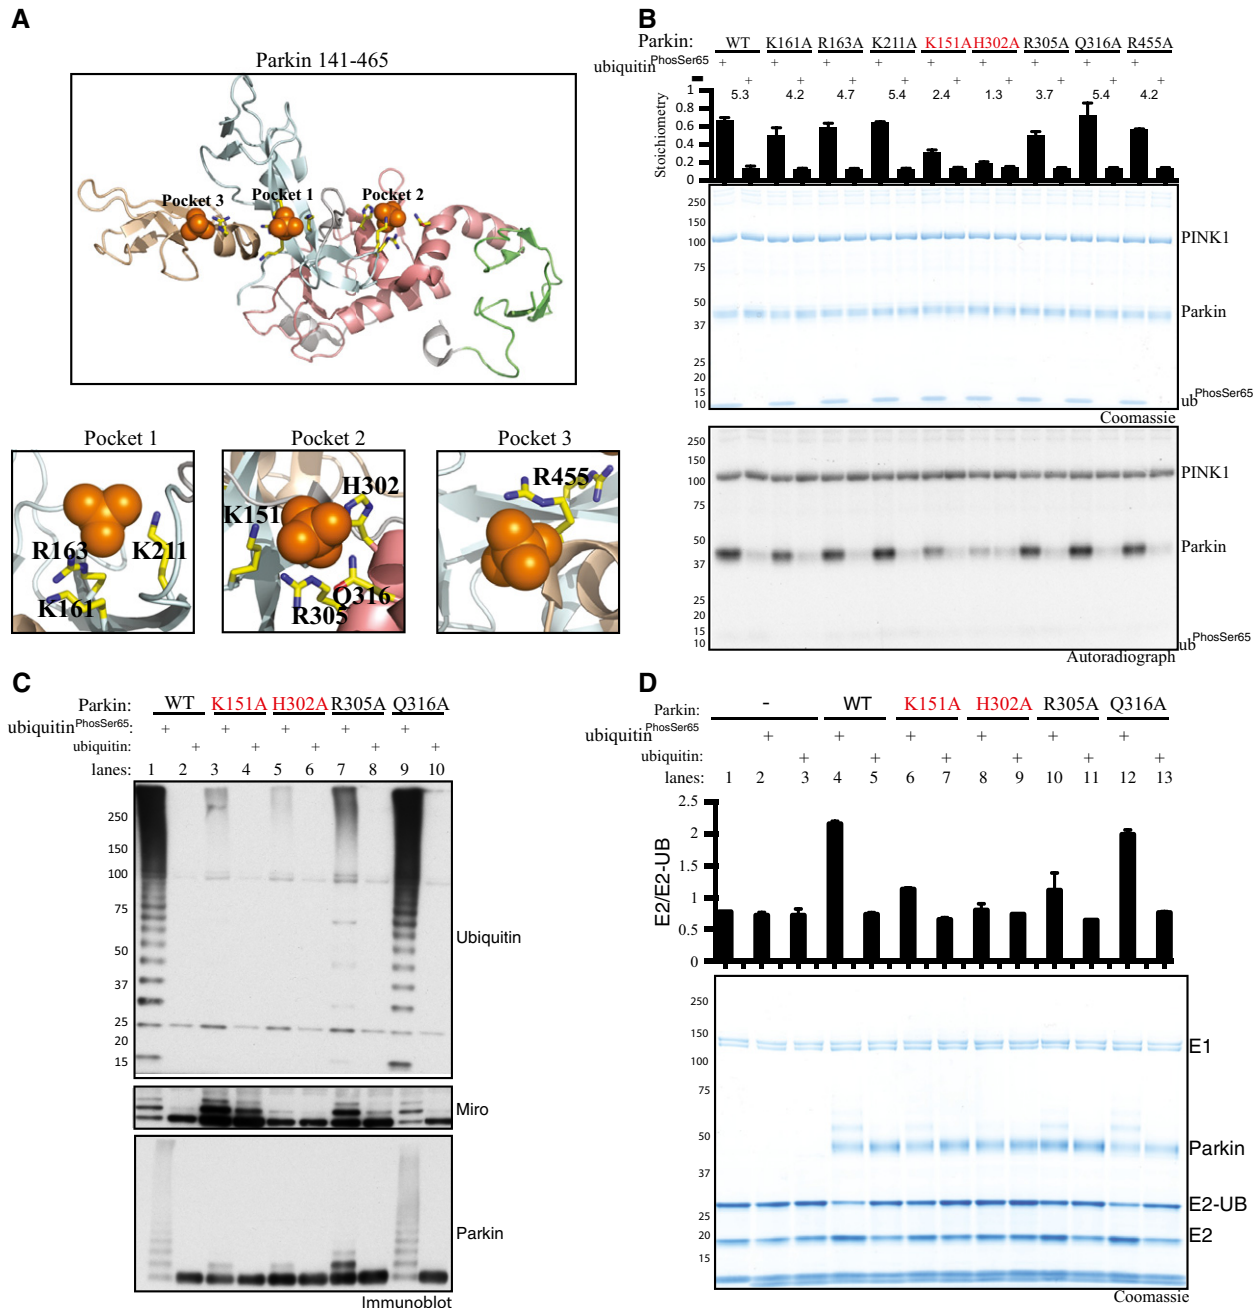 A
Parkin 141-465
Pocket 3
Pocket 1
Pocket 2
Pocket 1
Pocket 2
Pocket 3
R163
K211
K161
K151
H302
Q316
R305
R455
B
Parkin: WT K161A R163A K211A K151A H302A R305A Q316A R455A
ubiquitin PhosSer65 + + + + + + + + +
- + + + + + + + + +
5.3 4.2 4.7 5.4 2.4 1.3 3.7 5.4 4.2
Stoichiometry
1
0.8
0.6
0.4
0.2
0
250
150
100
75
50
37
25
20
15
10
PINK1
Parkin
ub PhosSer65
Coomassie
250
150
100
75
50
37
25
20
15
10
PINK1
Parkin
ub PhosSer65
Autoradiograph
C
Parkin: WT K151A H302A R305A Q316A
ubiquitin PhosSer65: + + + + +
ubiquitin: + + + + +
lanes: 1 2 3 4 5 6 7 8 9 10
250
150
100
75
50
37
25
20
15
Ubiquitin
Miro
Parkin
Immunoblot
D
Parkin: - WT K151A H302A R305A Q316A
ubiquitin PhosSer65 + + + + + +
ubiquitin: + + + + + +
lanes: 1 2 3 4 5 6 7 8 9 10 11 12 13
E2/E2-UB
2.5
2
1.5
1
0.5
0
250
150
100
75
50
37
25
20
15
E1
Parkin
E2-UB
E2
Coomassie